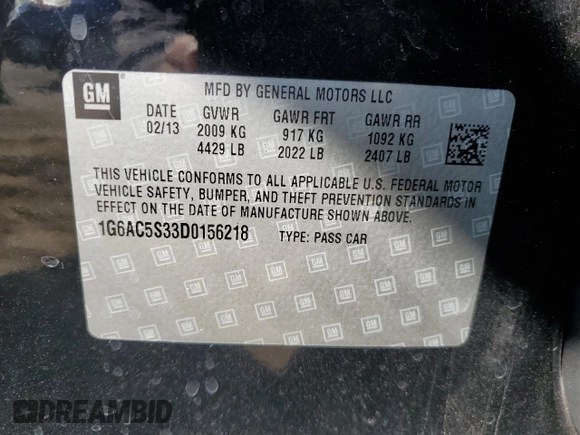 GM
MFD BY GENERAL MOTORS LLC
DATE GVWR GAWR FRT GAWR RR
02/13 2009 KG 917 KG 1092 KG
4429 LB 2022 LB 2407 LB
THIS VEHICLE CONFORMS TO ALL APPLICABLE U.S. FEDERAL MOTOR
VEHICLE SAFETY, BUMPER, AND THEFT PREVENTION STANDARDS IN
EFFECT ON THE DATE OF MANUFACTURE SHOWN ABOVE.
1G6AC5S33D0156218 TYPE: PASS CAR
DREAMBID